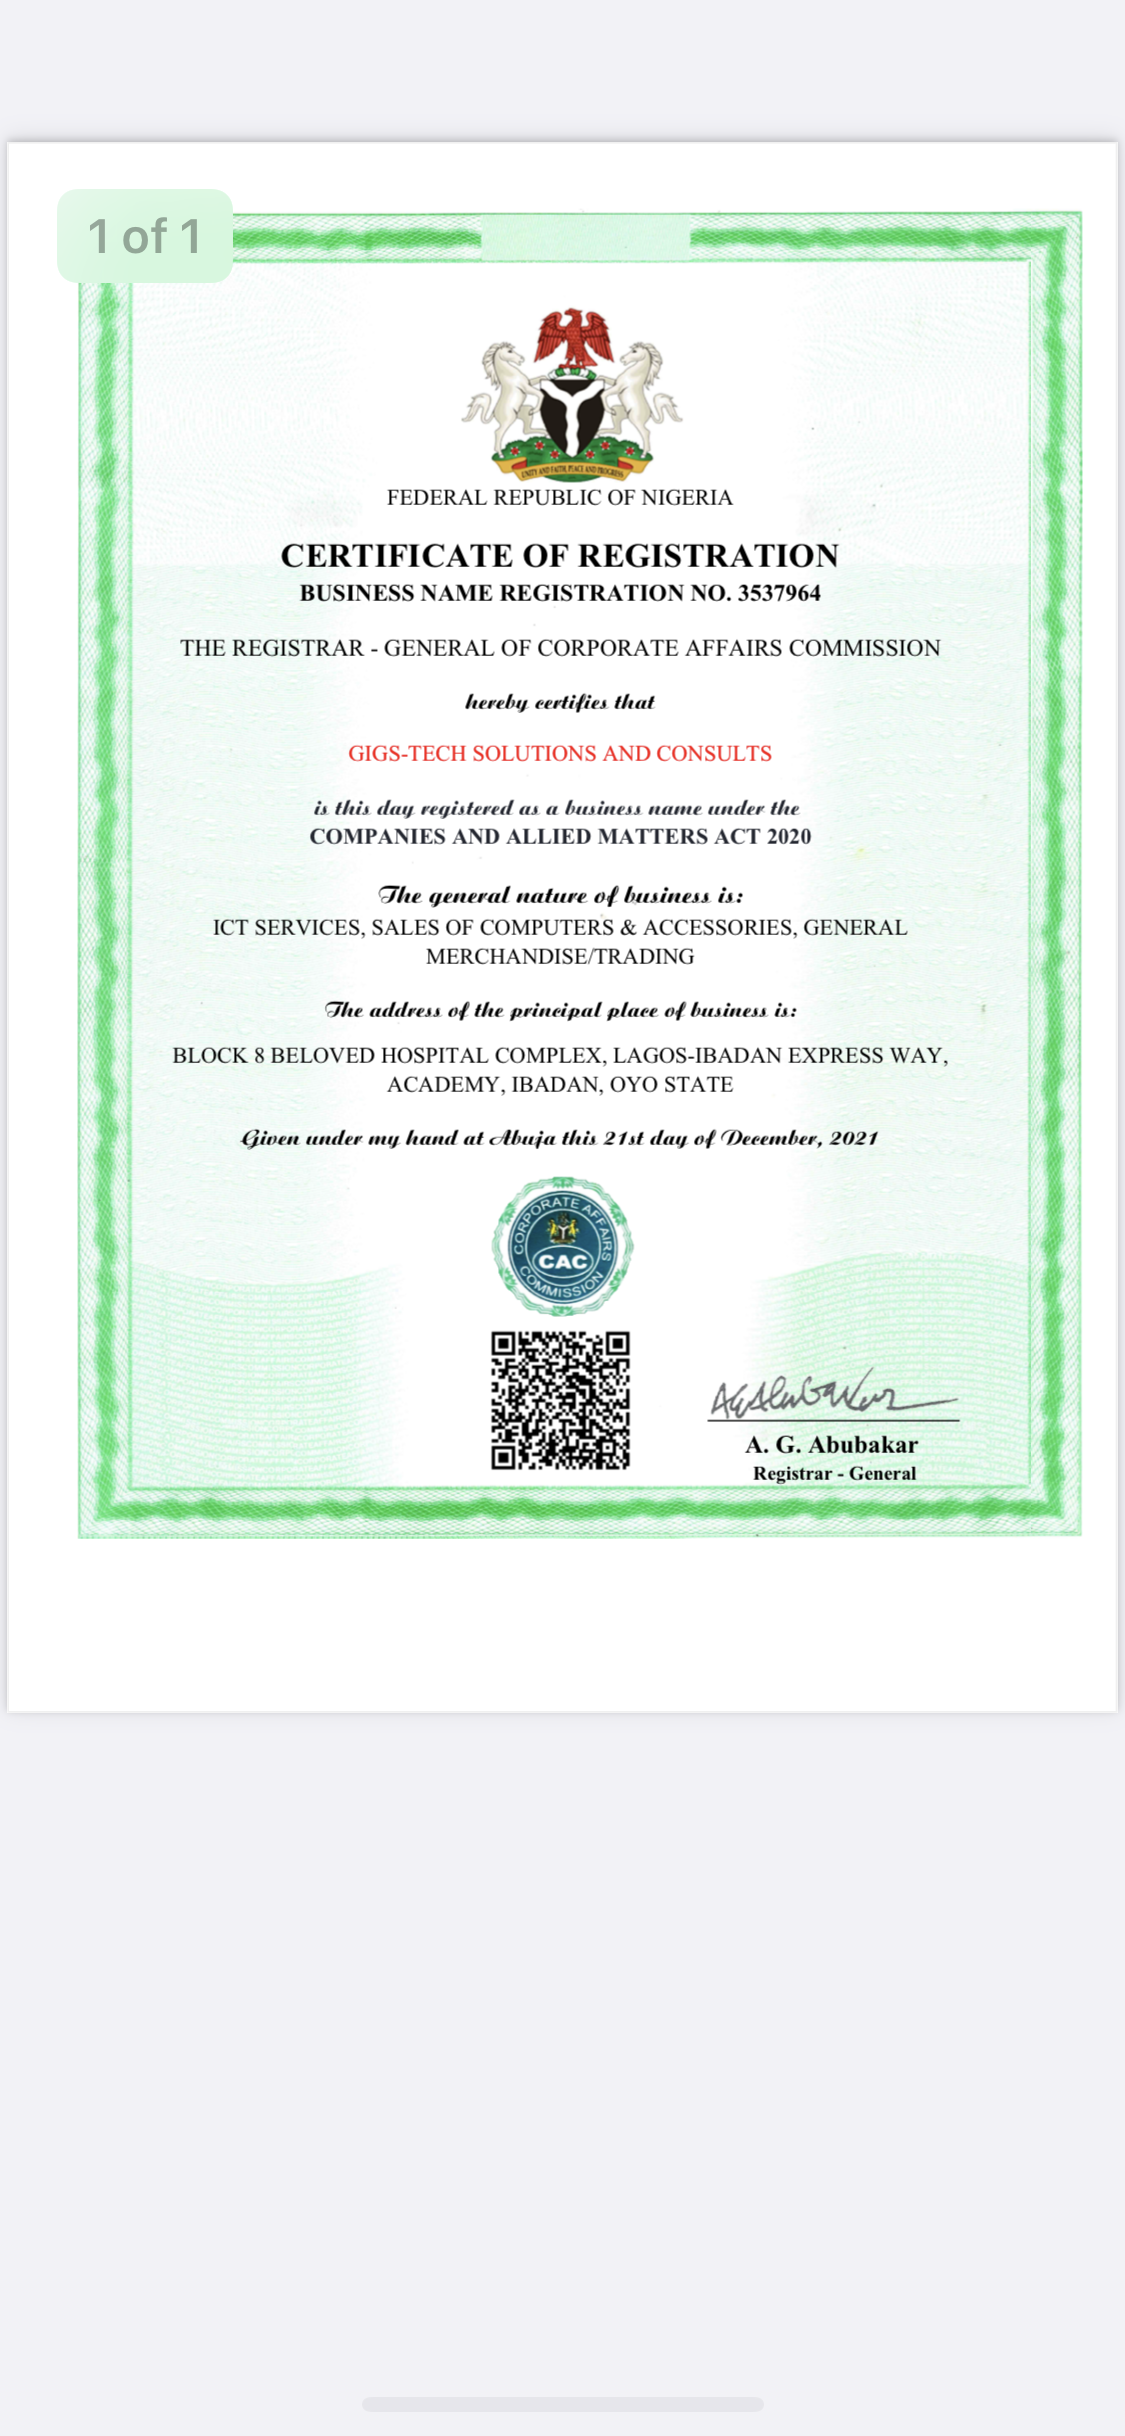 1 of 1
UNITY AND FAITH, PEACE AND PROGRESS
FEDERAL REPUBLIC OF NIGERIA
CERTIFICATE OF REGISTRATION
BUSINESS NAME REGISTRATION NO. 3537964
THE REGISTRAR - GENERAL OF CORPORATE AFFAIRS COMMISSION
hereby certifies that
GIGS-TECH SOLUTIONS AND CONSULTS
is this day registered as a business name under the
COMPANIES AND ALLIED MATTERS ACT 2020
The general nature of business is:
ICT SERVICES, SALES OF COMPUTERS & ACCESSORIES, GENERAL
MERCHANDISE/TRADING
The address of the principal place of business is:
BLOCK 8 BELOVED HOSPITAL COMPLEX, LAGOS-IBADAN EXPRESS WAY,
ACADEMY, IBADAN, OYO STATE
Given under my hand at Abuja this 21st day of December, 2021
CORPORATE AFFAIRS
CAC
COMMISSION
A. G. Abubakar
Registrar - General